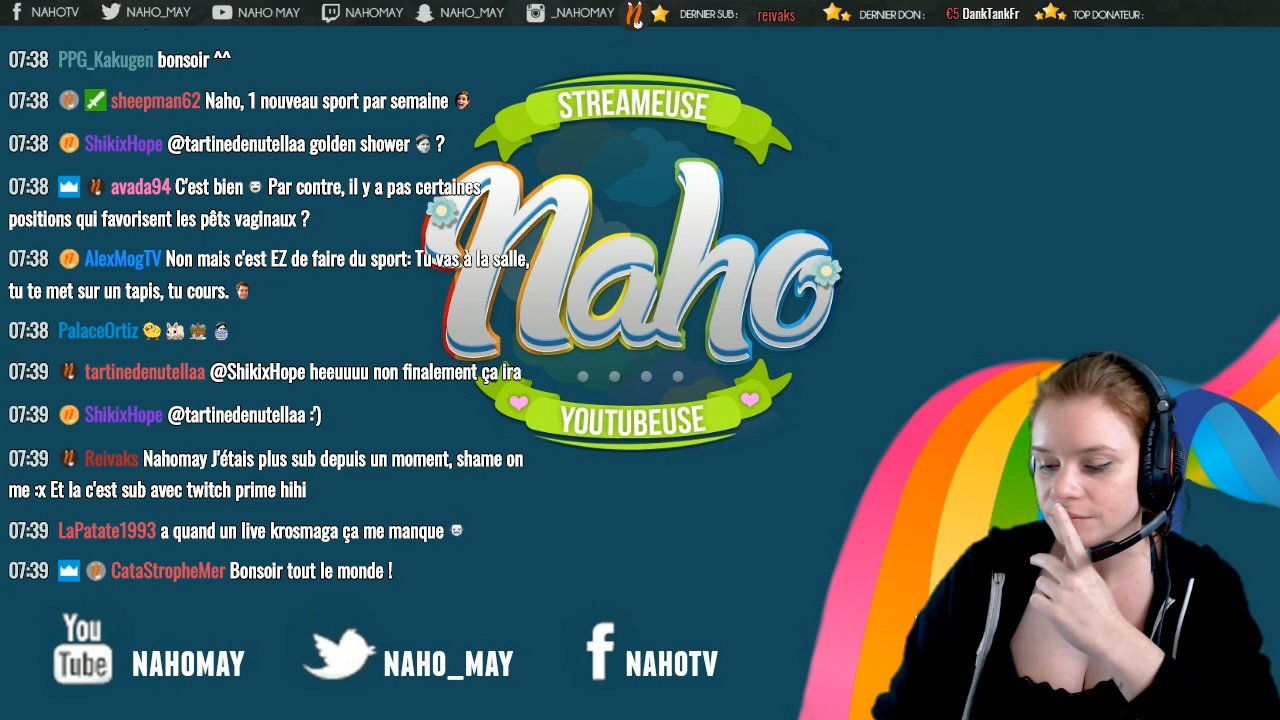 NAHOTV NAHO_MAY NAHO MAY NAHOMAY NAHO_MAY _NAHOMAY DERNIER SUB : reivaks DERNIER DON : €5 DankTankFr TOP DONATEUR :
07:38 PPG_Kakugen bonsoir ^^
07:38 sheepman62 Naho, 1 nouveau sport par semaine
07:38 ShikixHope @tartinedenutellaa golden shower ?
07:38 avada94 C'est bien Par contre, il y a pas certaines
positions qui favorisent les pêts vaginaux ?
07:38 AlexMogTV Non mais c'est EZ de faire du sport: Tu vas à la salle,
tu te met sur un tapis, tu cours.
07:38 PalaceOrtiz
07:39 tartinedenutellaa @ShikixHope heeuuuu non finalement ça ira
07:39 ShikixHope @tartinedenutellaa :')
07:39 Reivaks Nahomay J'étais plus sub depuis un moment, shame on
me :x Et la c'est sub avec twitch prime hihi
07:39 LaPatate1993 a quand un live krosmaga ça me manque
07:39 CataStropheMer Bonsoir tout le monde !
STREAMEUSE
Naho
YOUTUBEUSE
You
Tube
NAHOMAY
NAHO_MAY
NAHOTV